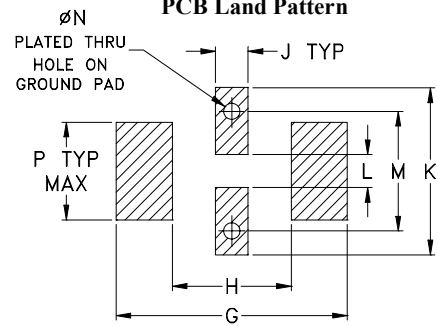 PCB Land Pattern
ØN
PLATED THRU
HOLE ON
GROUND PAD
J TYP
P TYP
MAX
L
M
K
H
G